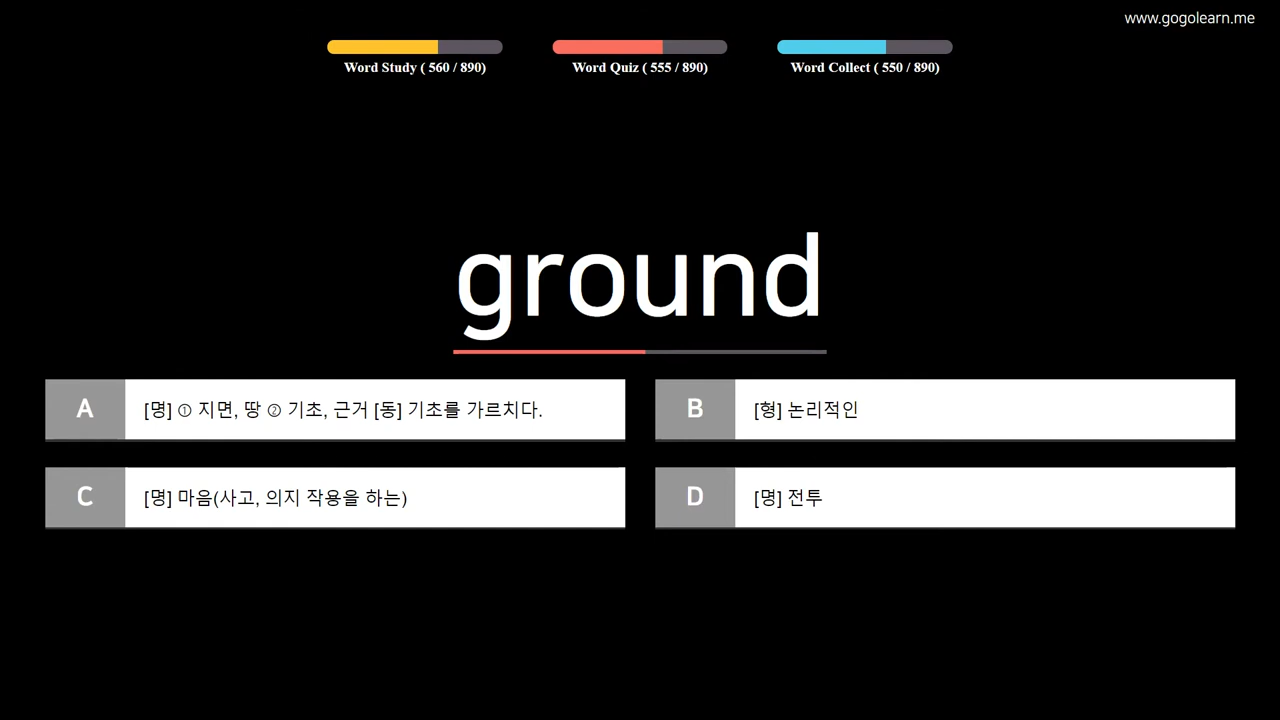 www.gogolearn.me
Word Study ( 560 / 890)
Word Quiz ( 555 / 890)
Word Collect ( 550 / 890)
ground
A
[명] ① 지면, 땅 ② 기초, 근거 [동] 기초를 가르치다.
B
[형] 논리적인
C
[명] 마음(사고, 의지 작용을 하는)
D
[명] 전투